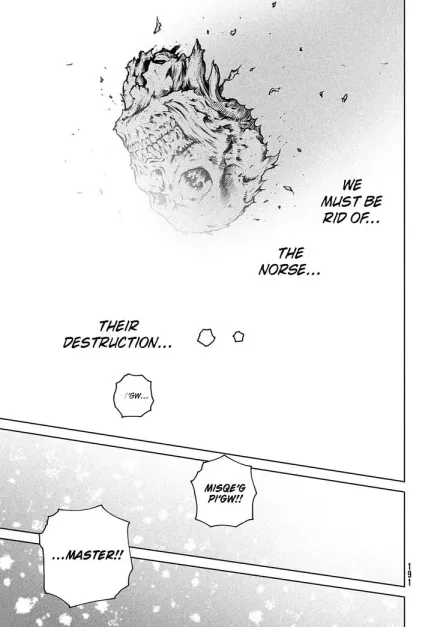 WE
MUST BE
RID OF...
THE
NORSE...
THEIR
DESTRUCTION...
I'GW...
MISQE'G
PI'GW!!
...MASTER!!
191